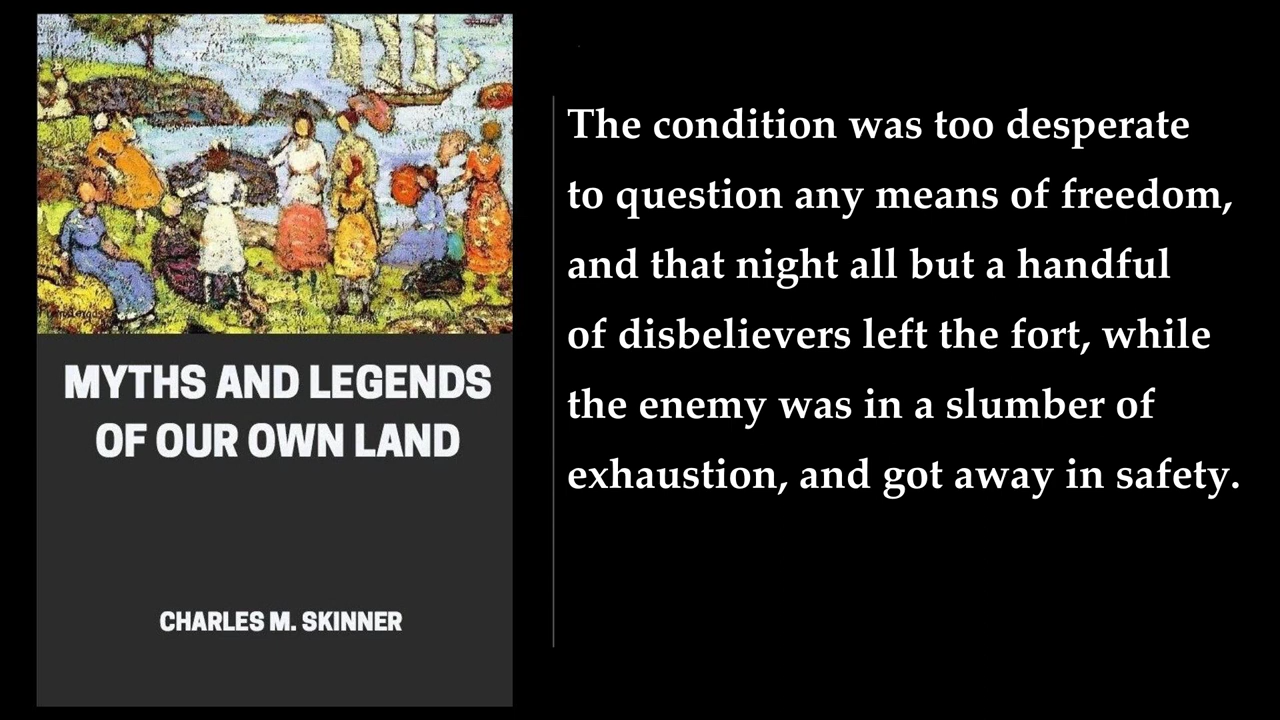 MYTHS AND LEGENDS
OF OUR OWN LAND
CHARLES M. SKINNER
The condition was too desperate
to question any means of freedom,
and that night all but a handful
of disbelievers left the fort, while
the enemy was in a slumber of
exhaustion, and got away in safety.